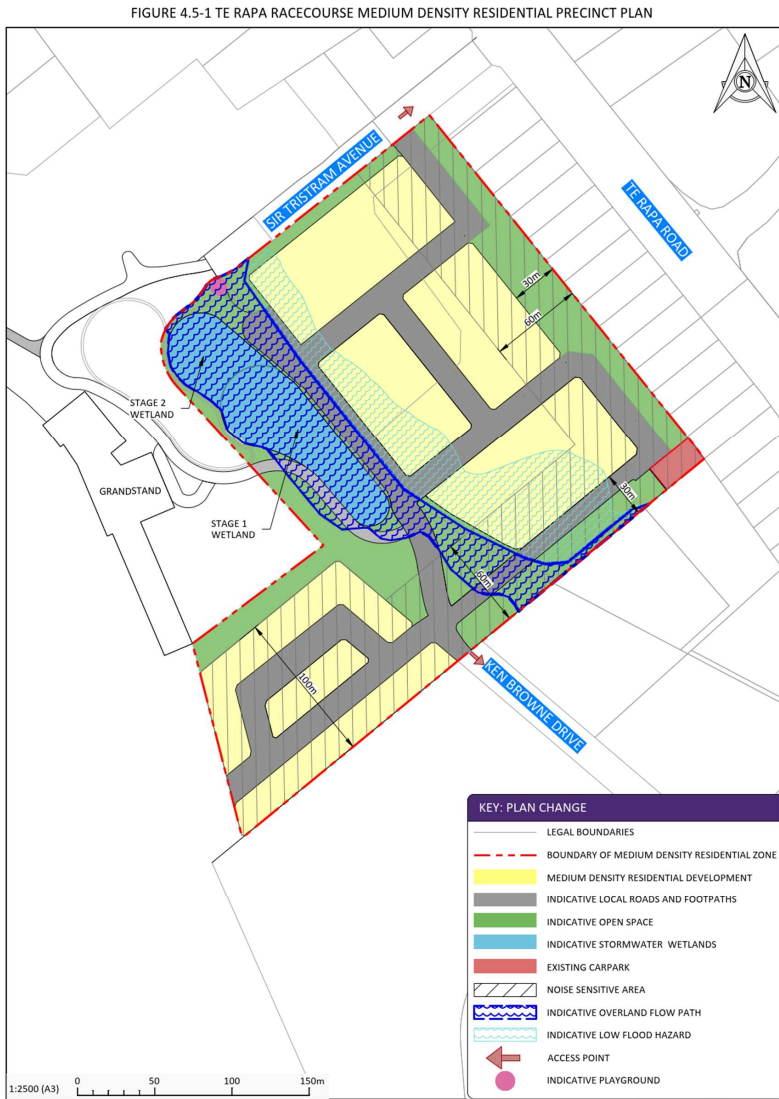 FIGURE 4.5-1 TE RAPA RACECOURSE MEDIUM DENSITY RESIDENTIAL PRECINCT PLAN
N
SIR TRISTRAM AVENUE
TE RAPA ROAD
30m
60m
STAGE 2
WETLAND
GRANDSTAND
STAGE 1
WETLAND
30m
60m
100m
KEN BROWNE DRIVE
KEY: PLAN CHANGE
LEGAL BOUNDARIES
BOUNDARY OF MEDIUM DENSITY RESIDENTIAL ZONE
MEDIUM DENSITY RESIDENTIAL DEVELOPMENT
INDICATIVE LOCAL ROADS AND FOOTPATHS
INDICATIVE OPEN SPACE
INDICATIVE STORMWATER WETLANDS
EXISTING CARPARK
NOISE SENSITIVE AREA
INDICATIVE OVERLAND FLOW PATH
INDICATIVE LOW FLOOD HAZARD
ACCESS POINT
INDICATIVE PLAYGROUND
1:2500 (A3) 0 50 100 150m